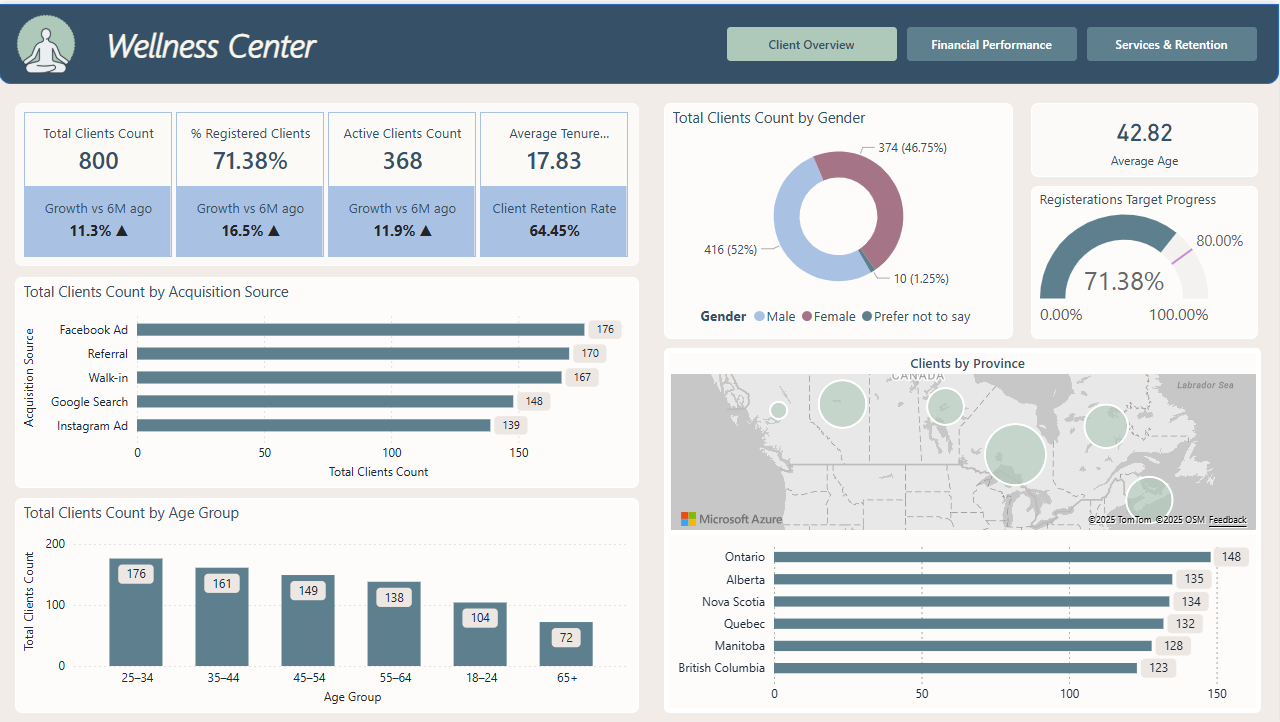 Wellness Center
Client Overview
Financial Performance
Services & Retention
Total Clients Count
800
Growth vs 6M ago
11.3% ▲
% Registered Clients
71.38%
Growth vs 6M ago
16.5% ▲
Active Clients Count
368
Growth vs 6M ago
11.9% ▲
Average Tenure...
17.83
Client Retention Rate
64.45%
Total Clients Count by Gender
374 (46.75%)
416 (52%)
10 (1.25%)
Gender Male Female Prefer not to say
42.82
Average Age
Registerations Target Progress
80.00%
71.38%
0.00% 100.00%
Total Clients Count by Acquisition Source
Acquisition Source
Facebook Ad 176
Referral 170
Walk-in 167
Google Search 148
Instagram Ad 139
0 50 100 150
Total Clients Count
Clients by Province
CANADA
Labrador Sea
Microsoft Azure
©2025 TomTom ©2025 OSM Feedback
Ontario 148
Alberta 135
Nova Scotia 134
Quebec 132
Manitoba 128
British Columbia 123
0 50 100 150
Total Clients Count by Age Group
Total Clients Count
200
100
0
176 161 149 138 104 72
25–34 35–44 45–54 55–64 18–24 65+
Age Group